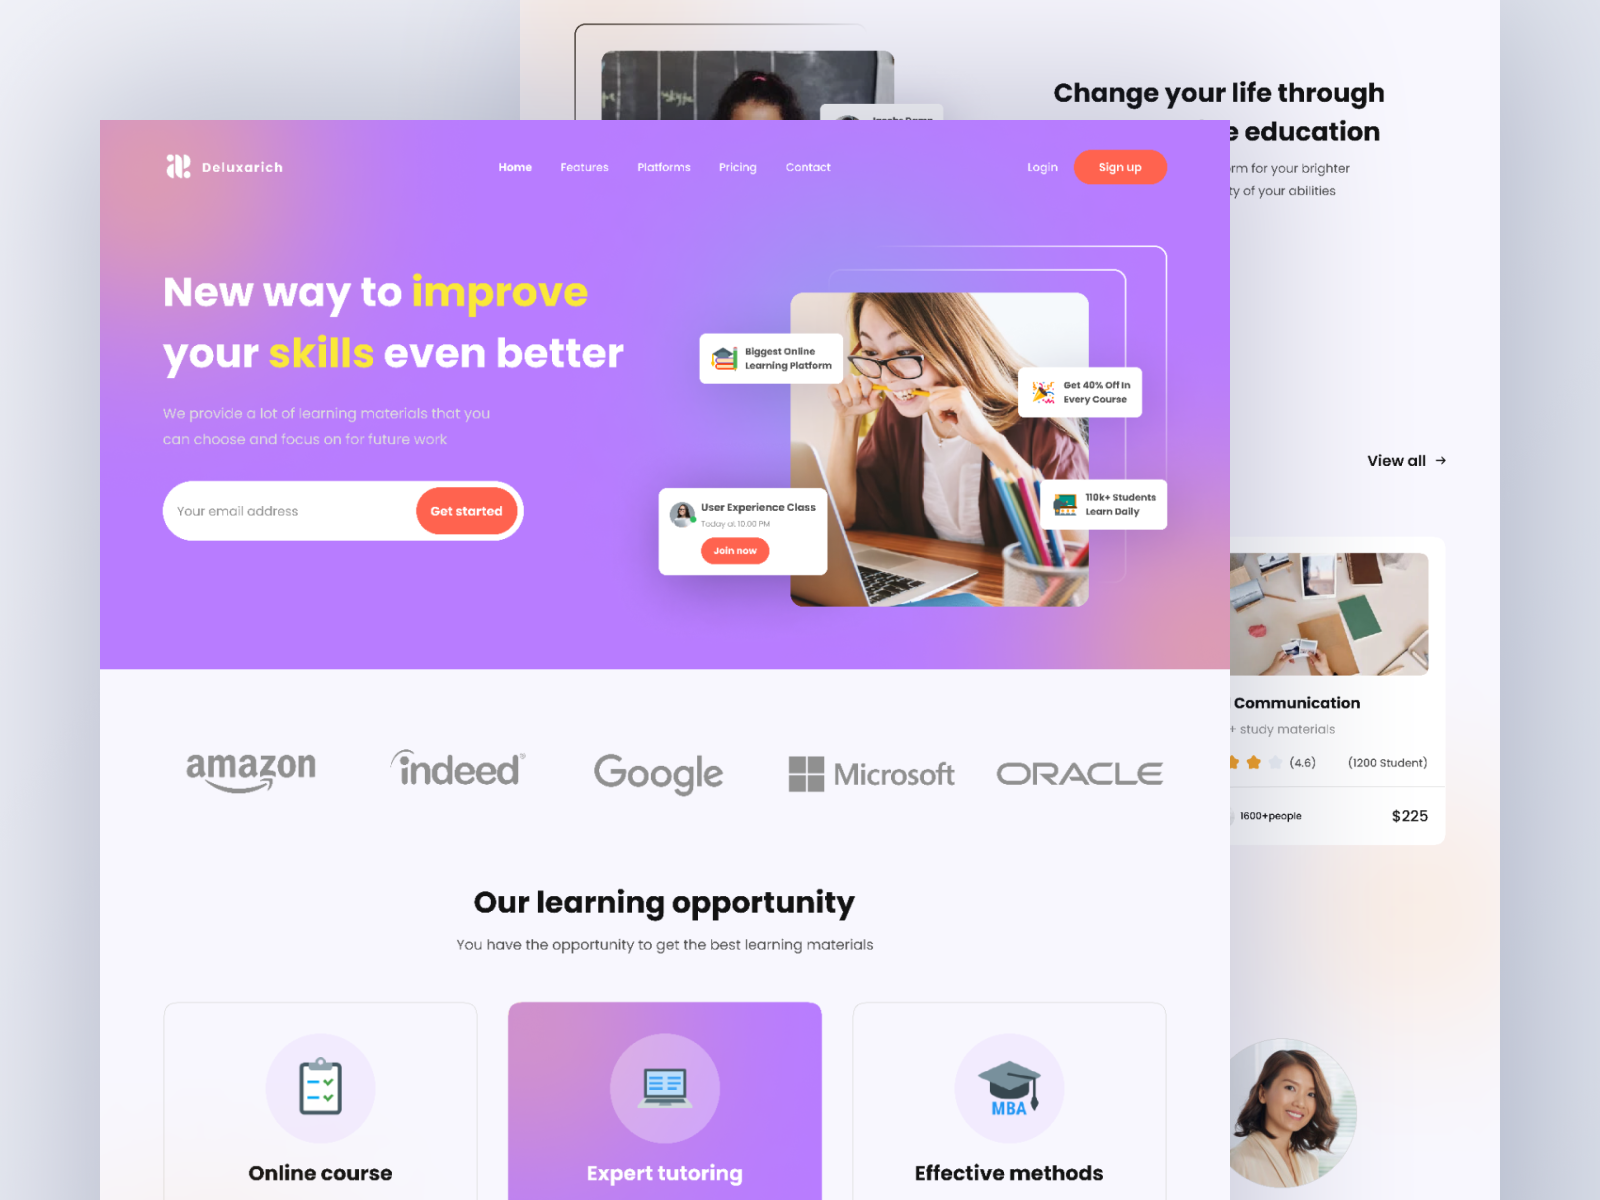 Change your life through
education
rm for your brighter
ty of your abilities
Deluxarich
Home
Features
Platforms
Pricing
Contact
Login
Sign up
New way to improve
your skills even better
We provide a lot of learning materials that you
can choose and focus on for future work
Your email address
Get started
Biggest Online
Learning Platform
Get 40% Off In
Every Course
110k+ Students
Learn Daily
User Experience Class
Today at 10.00 PM
Join now
View all →
Communication
+ study materials
(4.6)
(1200 Student)
1600+people
$225
amazon
indeed
Google
Microsoft
ORACLE
Our learning opportunity
You have the opportunity to get the best learning materials
MBA
Online course
Expert tutoring
Effective methods